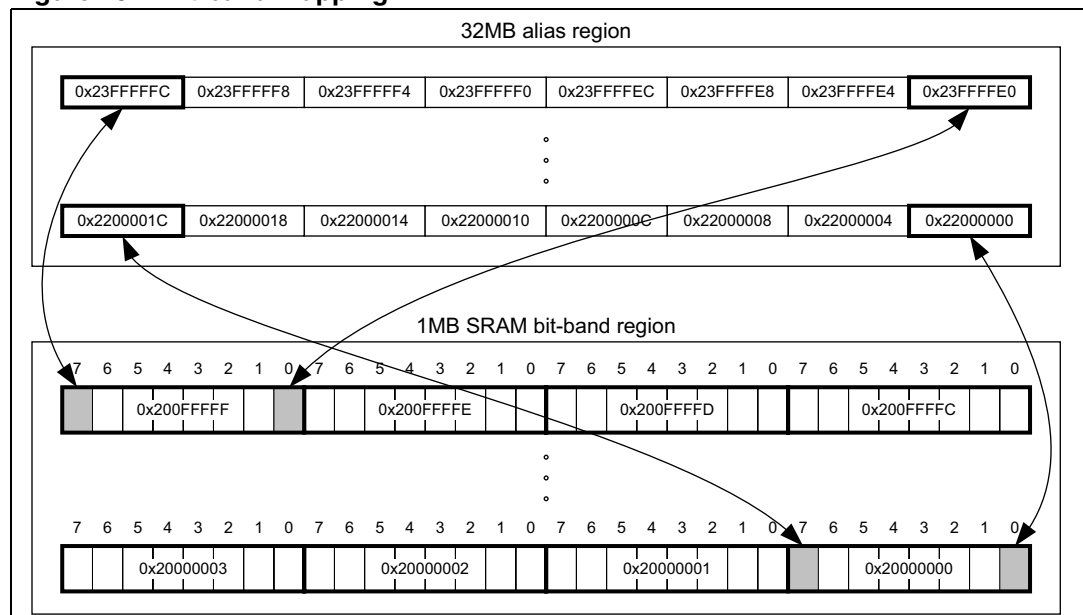 32MB alias region
0x23FFFFFC 0x23FFFFF8 0x23FFFFF4 0x23FFFFF0 0x23FFFFEC 0x23FFFFE8 0x23FFFFE4 0x23FFFFE0
0x2200001C 0x22000018 0x22000014 0x22000010 0x2200000C 0x22000008 0x22000004 0x22000000
1MB SRAM bit-band region
7 6 5 4 3 2 1 0 7 6 5 4 3 2 1 0 7 6 5 4 3 2 1 0 7 6 5 4 3 2 1 0
0x200FFFFF 0x200FFFFE 0x200FFFFD 0x200FFFFC
7 6 5 4 3 2 1 0 7 6 5 4 3 2 1 0 7 6 5 4 3 2 1 0 7 6 5 4 3 2 1 0
0x20000003 0x20000002 0x20000001 0x20000000